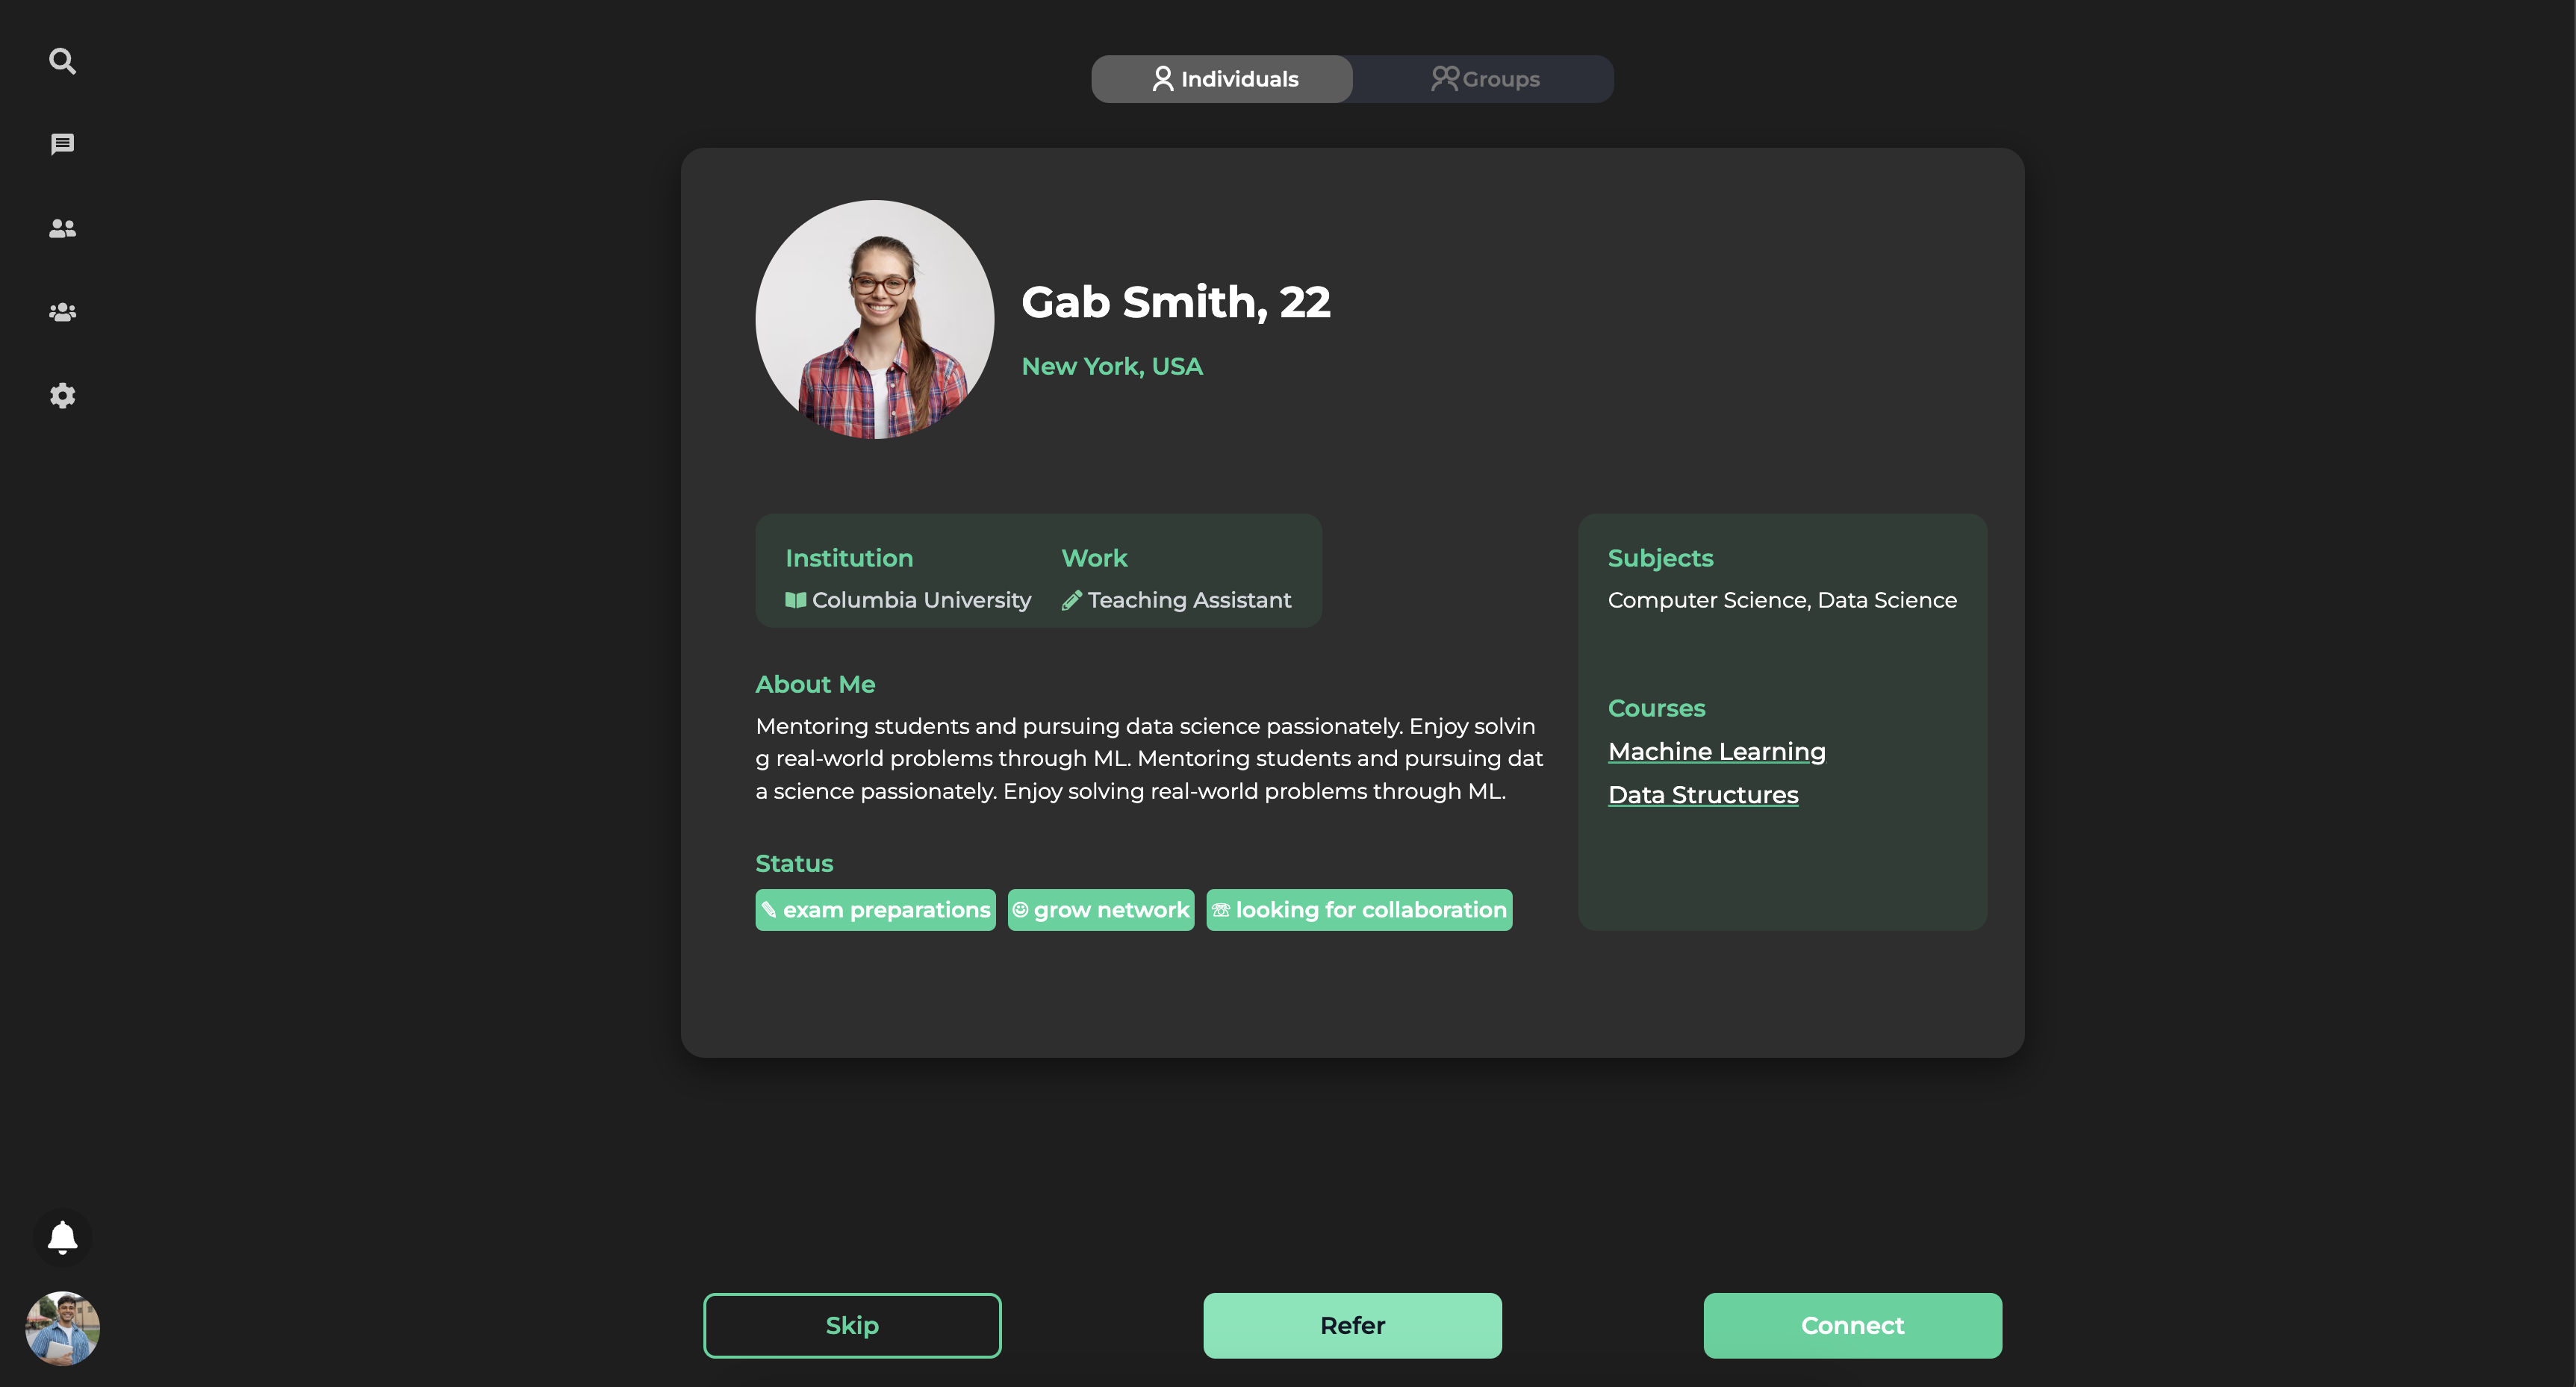 Individuals
Groups
Gab Smith, 22
New York, USA
Institution
Columbia University
Work
Teaching Assistant
About Me
Mentoring students and pursuing data science passionately. Enjoy solvin
g real-world problems through ML. Mentoring students and pursuing dat
a science passionately. Enjoy solving real-world problems through ML.
Status
✎ exam preparations
☺ grow network
☏ looking for collaboration
Subjects
Computer Science, Data Science
Courses
Machine Learning
Data Structures
Skip
Refer
Connect